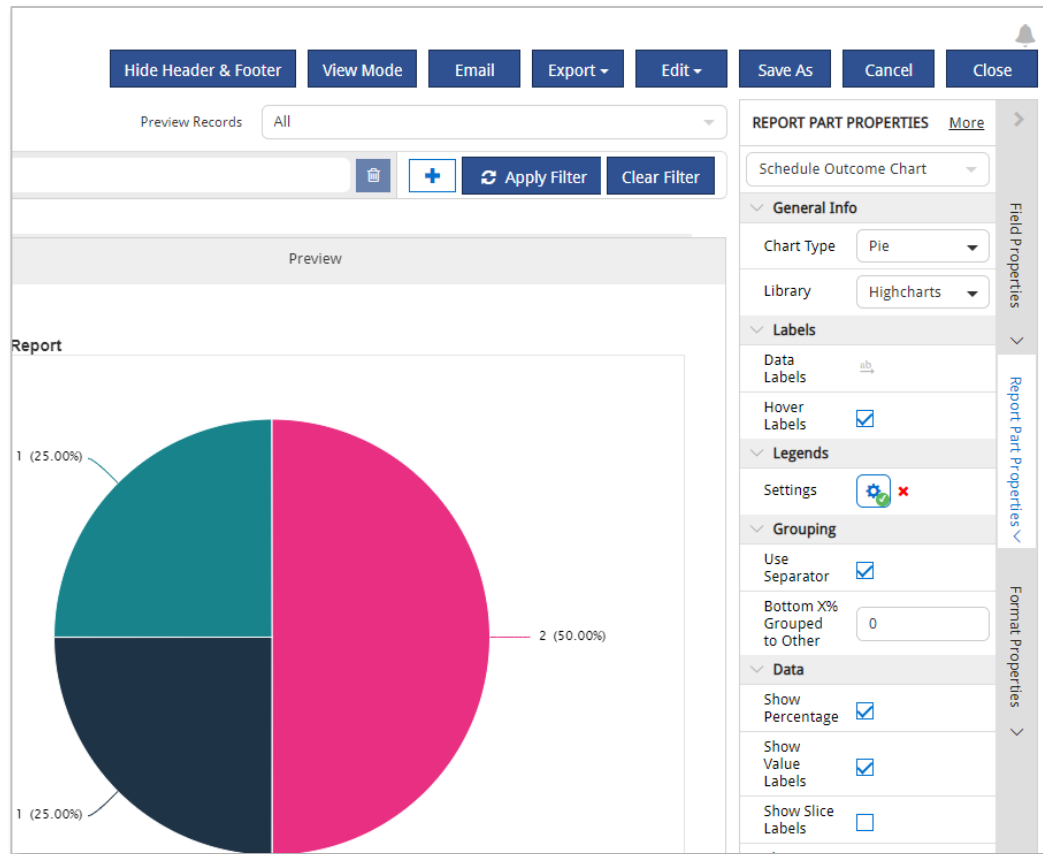 Hide Header & Footer
View Mode
Email
Export
Edit
Save As
Cancel
Close
Preview Records
All
Apply Filter
Clear Filter
Preview
Report
1 (25.00%)
2 (50.00%)
1 (25.00%)
REPORT PART PROPERTIES
More
Schedule Outcome Chart
General Info
Chart Type
Pie
Library
Highcharts
Labels
Data
Labels
ab
Hover
Labels
Legends
Settings
Grouping
Use
Separator
Bottom X%
Grouped
to Other
0
Data
Show
Percentage
Show
Value
Labels
Show Slice
Labels
Field Properties
Report Part Properties
Format Properties